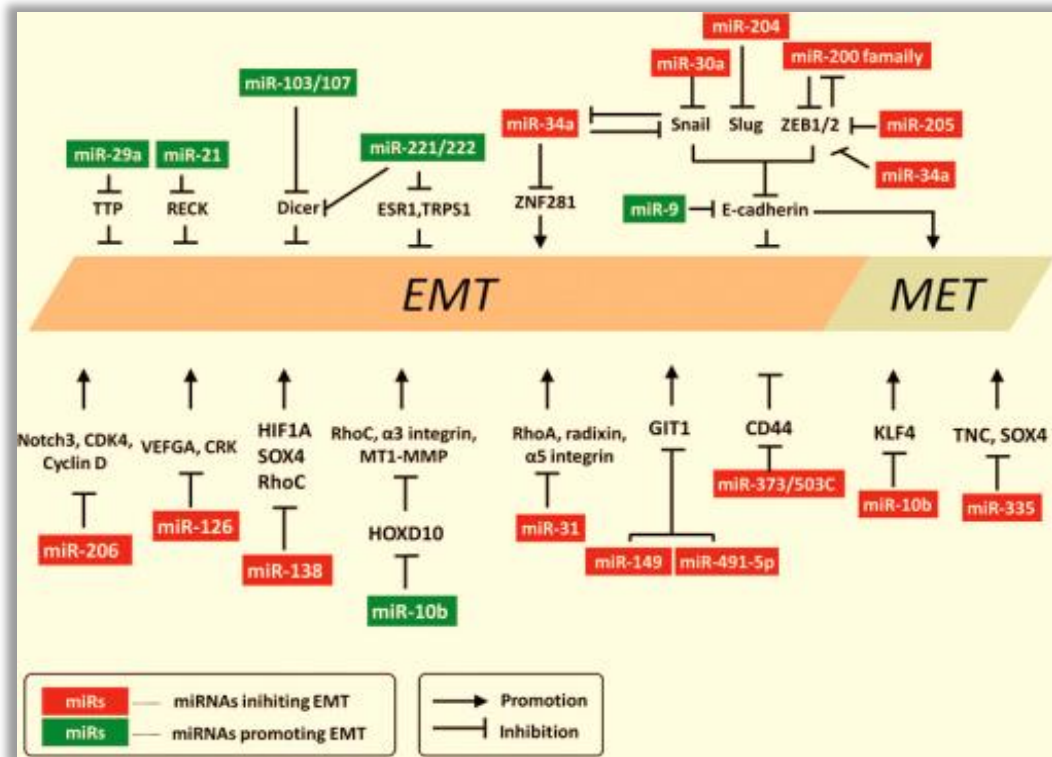 miR-204
miR-30a
miR-200 famaily
miR-103/107
miR-34a
Snail
Slug
ZEB1/2
miR-205
miR-221/222
miR-29a
miR-21
miR-34a
TTP
RECK
Dicer
ESR1,TRPS1
ZNF281
miR-9
E-cadherin
EMT
MET
Notch3, CDK4,
Cyclin D
VEFGA, CRK
HIF1A
SOX4
RhoC
RhoC, α3 integrin,
MT1-MMP
RhoA, radixin,
α5 integrin
GIT1
CD44
KLF4
TNC, SOX4
miR-206
miR-126
miR-138
HOXD10
miR-10b
miR-31
miR-149
miR-491-5p
miR-373/503C
miR-10b
miR-335
miRs
miRNAs inihiting EMT
miRs
miRNAs promoting EMT
Promotion
Inhibition